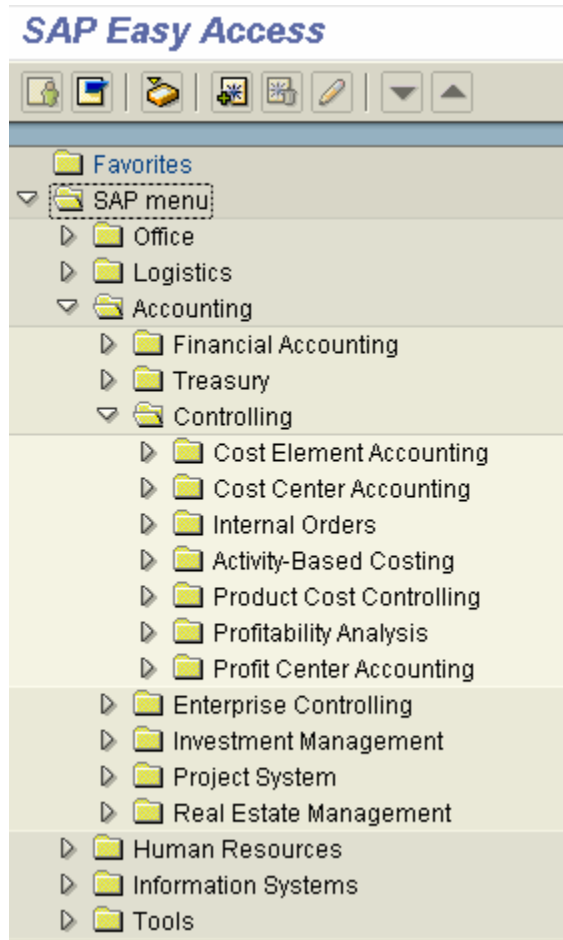 SAP Easy Access
Favorites
SAP menu
Office
Logistics
Accounting
Financial Accounting
Treasury
Controlling
Cost Element Accounting
Cost Center Accounting
Internal Orders
Activity-Based Costing
Product Cost Controlling
Profitability Analysis
Profit Center Accounting
Enterprise Controlling
Investment Management
Project System
Real Estate Management
Human Resources
Information Systems
Tools